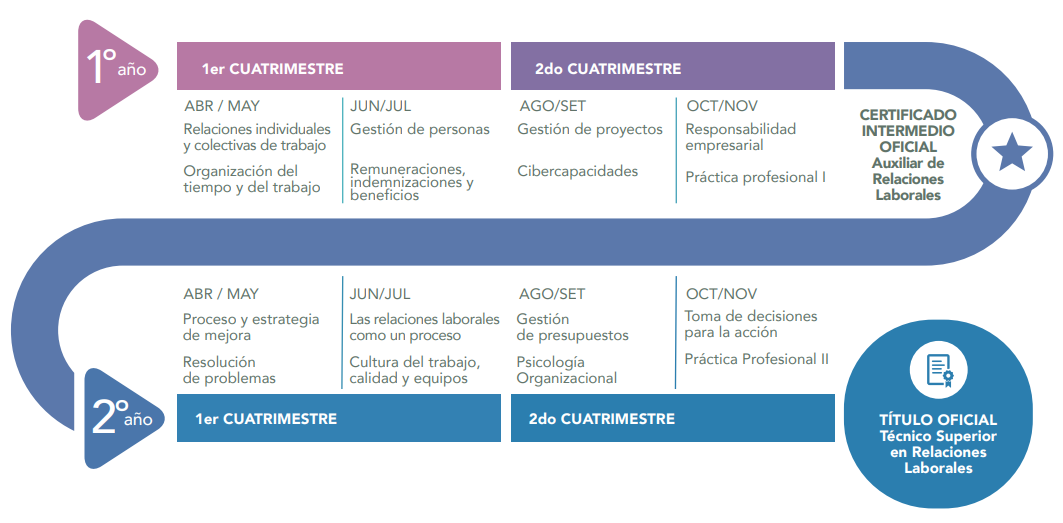 1º año
1er CUATRIMESTRE
2do CUATRIMESTRE
ABR / MAY
Relaciones individuales
y colectivas de trabajo
Organización del
tiempo y del trabajo
JUN/JUL
Gestión de personas
Remuneraciones,
indemnizaciones y
beneficios
AGO/SET
Gestión de proyectos
Cibercapacidades
OCT/NOV
Responsabilidad
empresarial
Práctica profesional I
CERTIFICADO
INTERMEDIO
OFICIAL
Auxiliar de
Relaciones
Laborales
ABR / MAY
Proceso y estrategia
de mejora
Resolución
de problemas
JUN/JUL
Las relaciones laborales
como un proceso
Cultura del trabajo,
calidad y equipos
AGO/SET
Gestión
de presupuestos
Psicología
Organizacional
OCT/NOV
Toma de decisiones
para la acción
Práctica Profesional II
2º año
1er CUATRIMESTRE
2do CUATRIMESTRE
TÍTULO OFICIAL
Técnico Superior
en Relaciones
Laborales